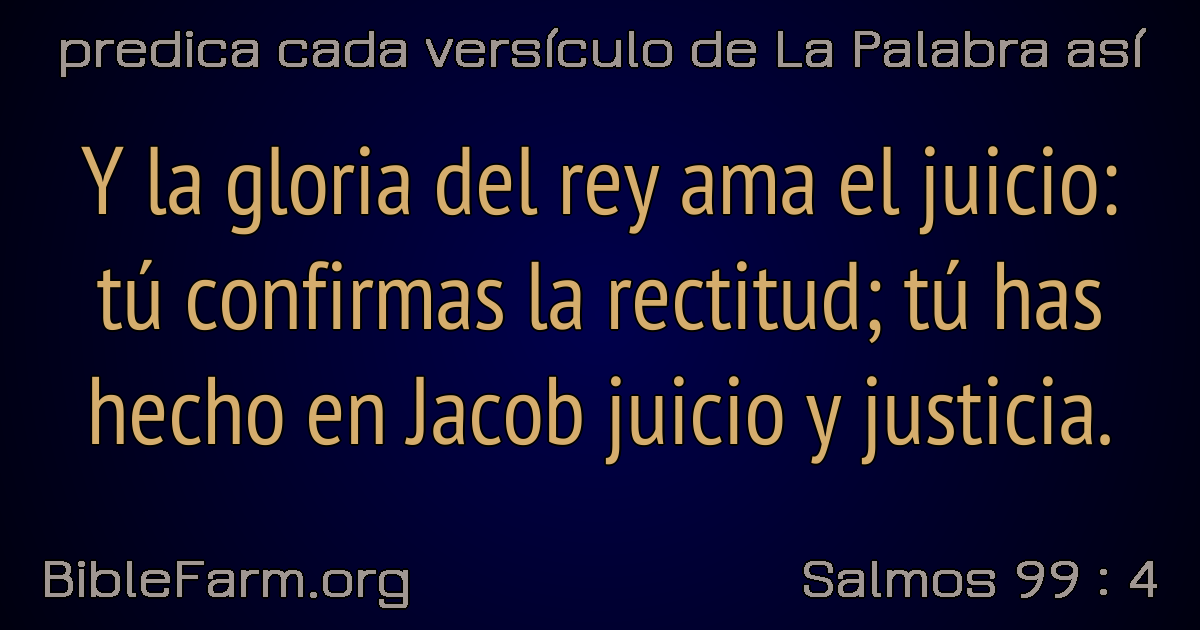 predica cada versículo de La Palabra así
Y la gloria del rey ama el juicio:
tú confirmas la rectitud; tú has
hecho en Jacob juicio y justicia.
BibleFarm.org
Salmos 99 : 4